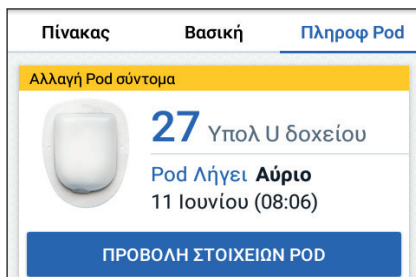 Πίνακας Βασική Πληροφ Pod
Αλλαγή Pod σύντομα
27 Υπολ U δοχείου
Pod Λήγει Αύριο
11 Ιουνίου (08:06)
ΠΡΟΒΟΛΗ ΣΤΟΙΧΕΙΩΝ POD